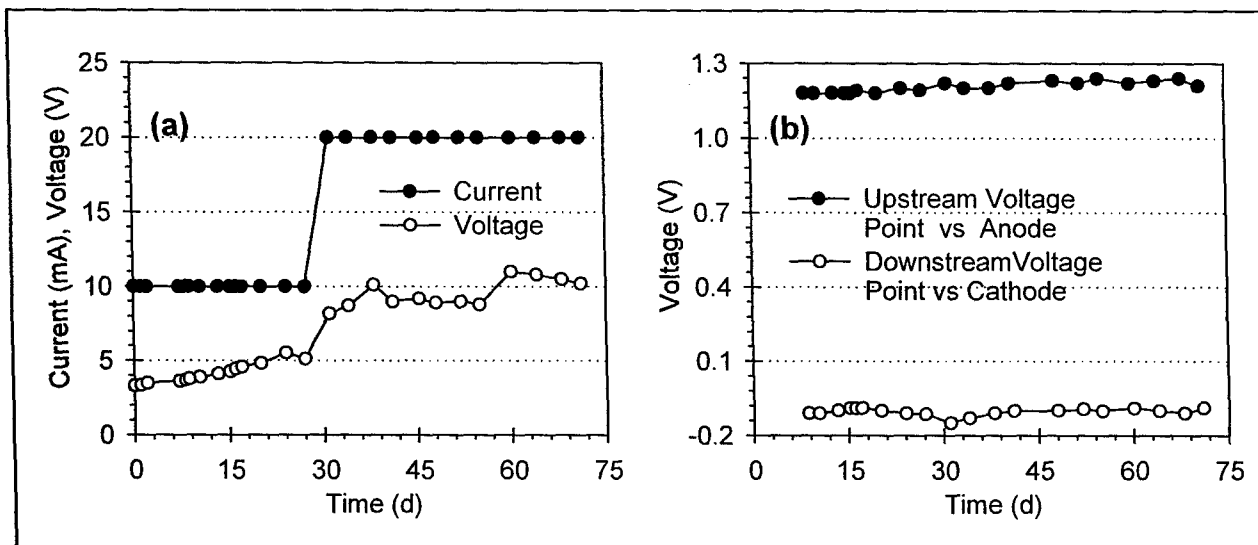 25
20
15
10
5
0
Current (mA), Voltage (V)
(a)
Current
Voltage
0 15 30 45 60 75
Time (d)
1.3
1.0
0.7
0.4
0.1
-0.2
Voltage (V)
(b)
Upstream Voltage
Point vs Anode
DownstreamVoltage
Point vs Cathode
0 15 30 45 60 75
Time (d)